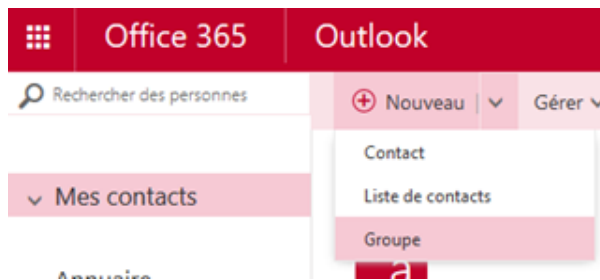 Office 365 Outlook
Rechercher des personnes
Nouveau Gérer
Contact
Mes contacts
Liste de contacts
Groupe
Annuaire
a